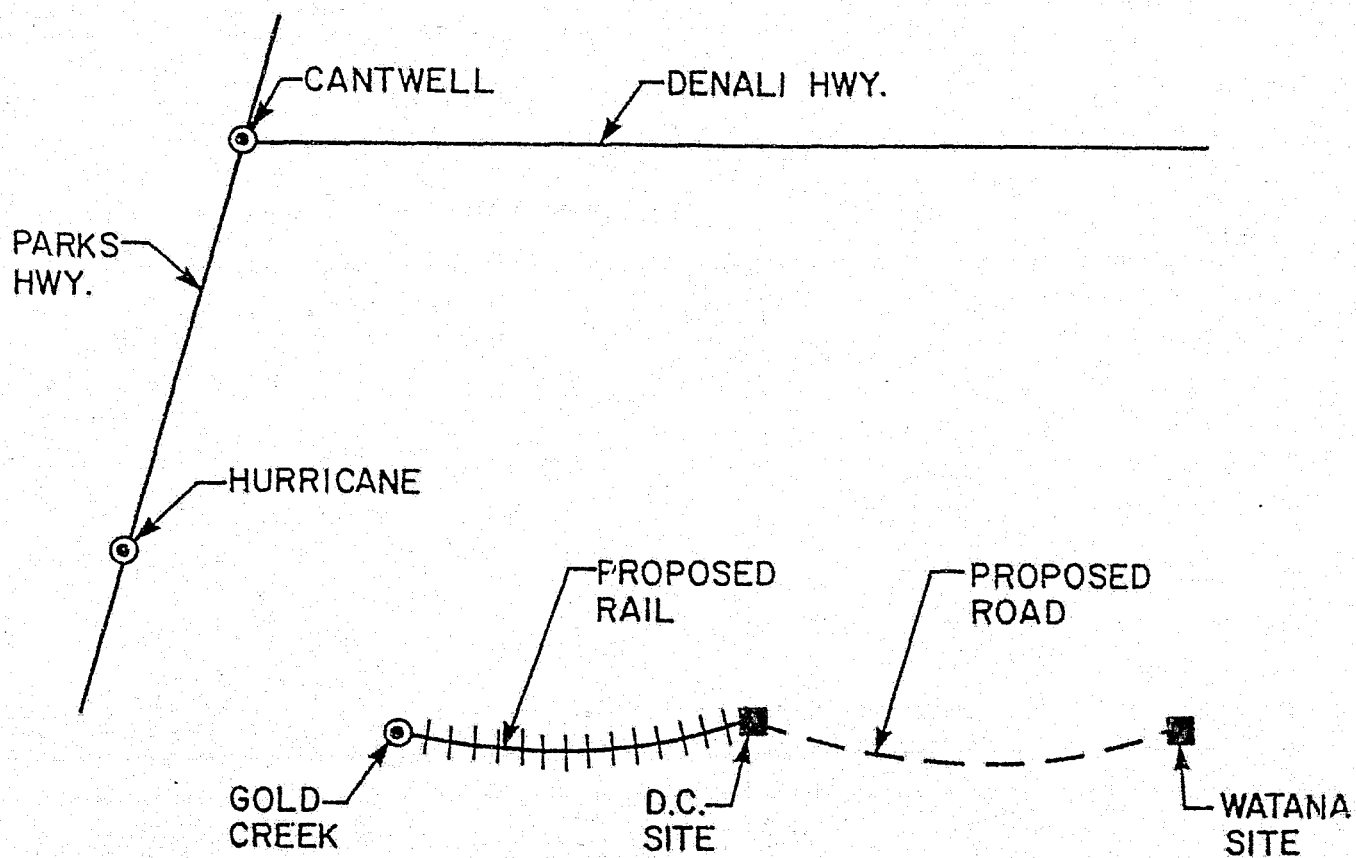 CANTWELL
DENALI HWY.
PARKS
HWY.
HURRICANE
PROPOSED
RAIL
PROPOSED
ROAD
GOLD
CREEK
D.C.
SITE
WATANA
SITE